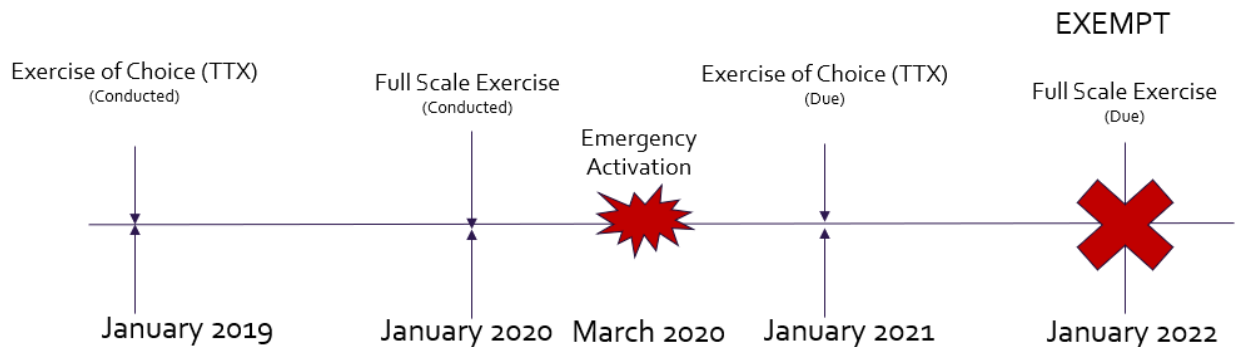 EXEMPT
Exercise of Choice (TTX)
(Conducted)
Full Scale Exercise
(Conducted)
Emergency
Activation
Exercise of Choice (TTX)
(Due)
Full Scale Exercise
(Due)
January 2019
January 2020
March 2020
January 2021
January 2022